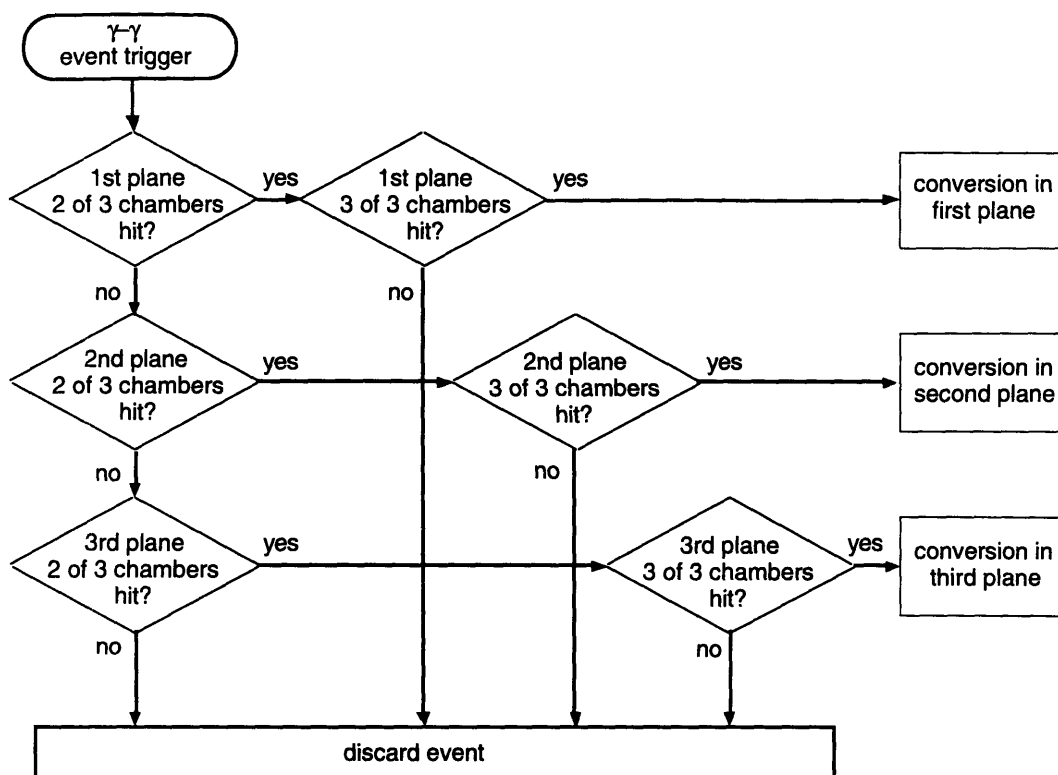 γ–γ
event trigger
1st plane
2 of 3 chambers
hit?
yes
1st plane
3 of 3 chambers
hit?
yes
conversion in
first plane
no
no
2nd plane
2 of 3 chambers
hit?
yes
2nd plane
3 of 3 chambers
hit?
yes
conversion in
second plane
no
no
3rd plane
2 of 3 chambers
hit?
yes
3rd plane
3 of 3 chambers
hit?
yes
conversion in
third plane
no
no
discard event